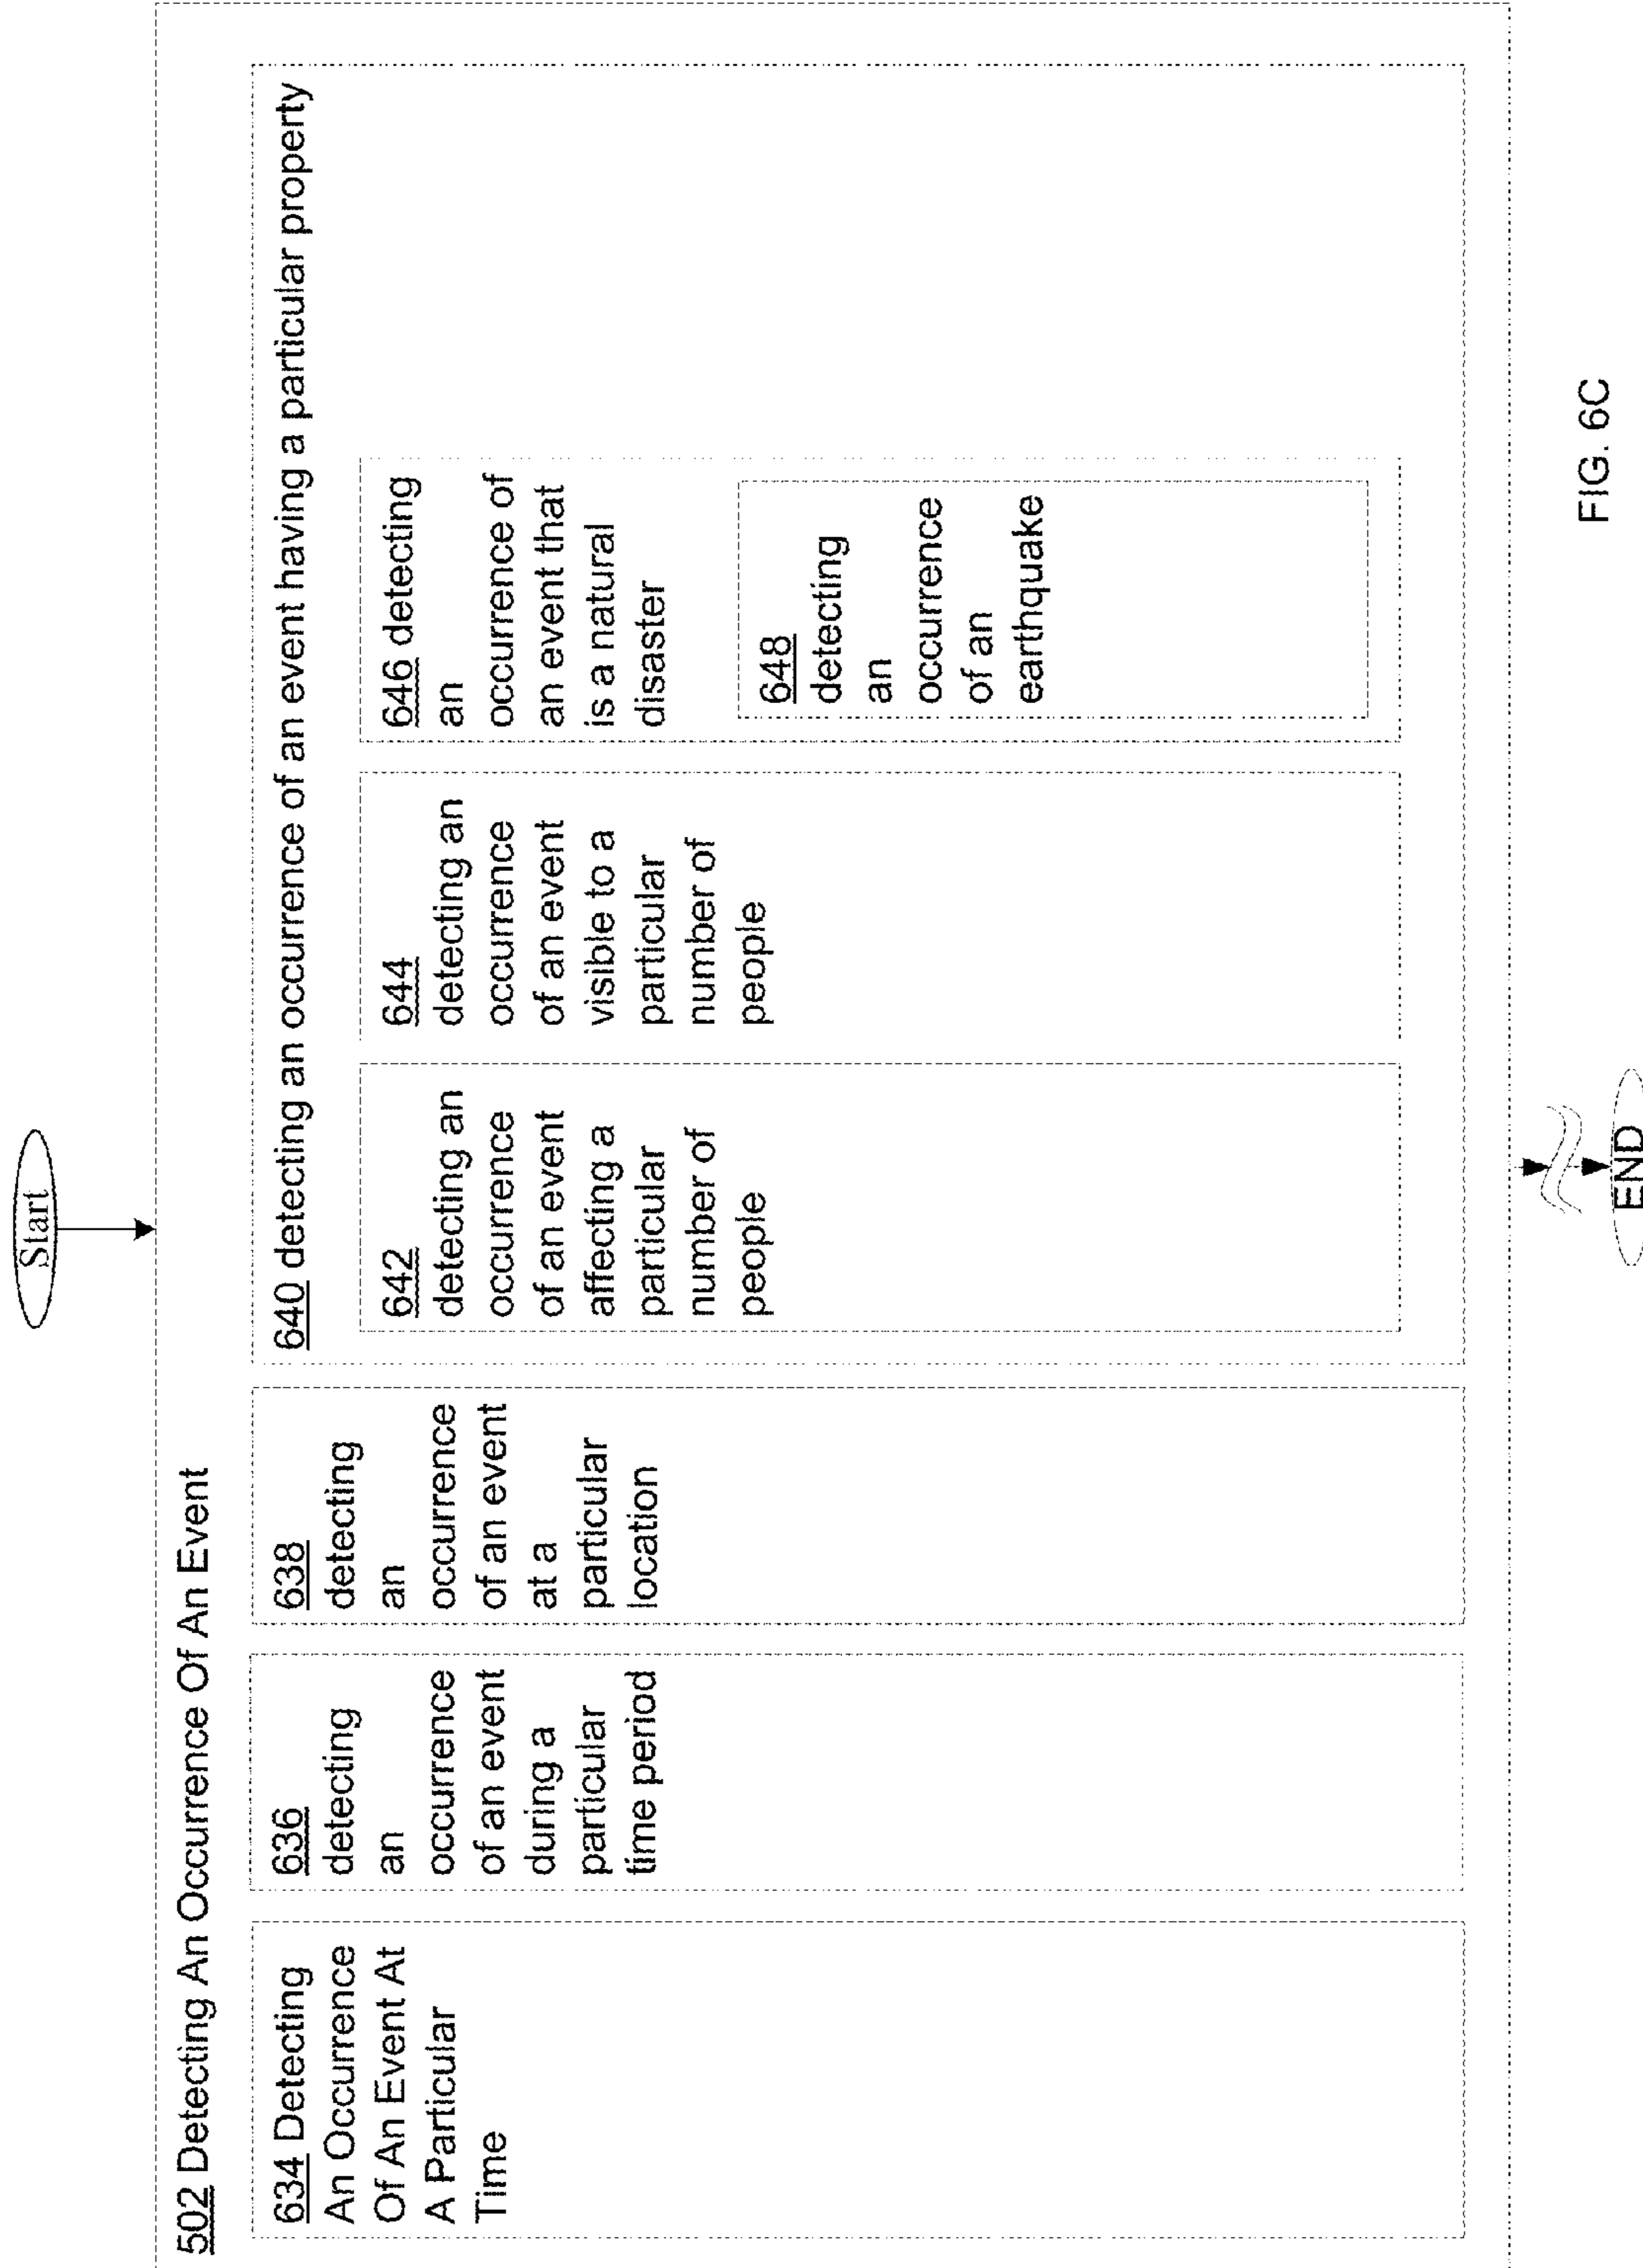 Start
502 Detecting An Occurrence Of An Event
634 Detecting
An Occurrence
Of An Event At
A Particular
Time
636
detecting
an
occurrence
of an event
during a
particular
time period
638
detecting
an
occurrence
of an event
at a
particular
location
640 detecting an occurrence of an event having a particular property
642
detecting an
occurrence
of an event
affecting a
particular
number of
people
644
detecting an
occurrence
of an event
visible to a
particular
number of
people
646 detecting
an
occurrence of
an event that
is a natural
disaster
648
detecting
an
occurrence
of an
earthquake
END
FIG. 6C